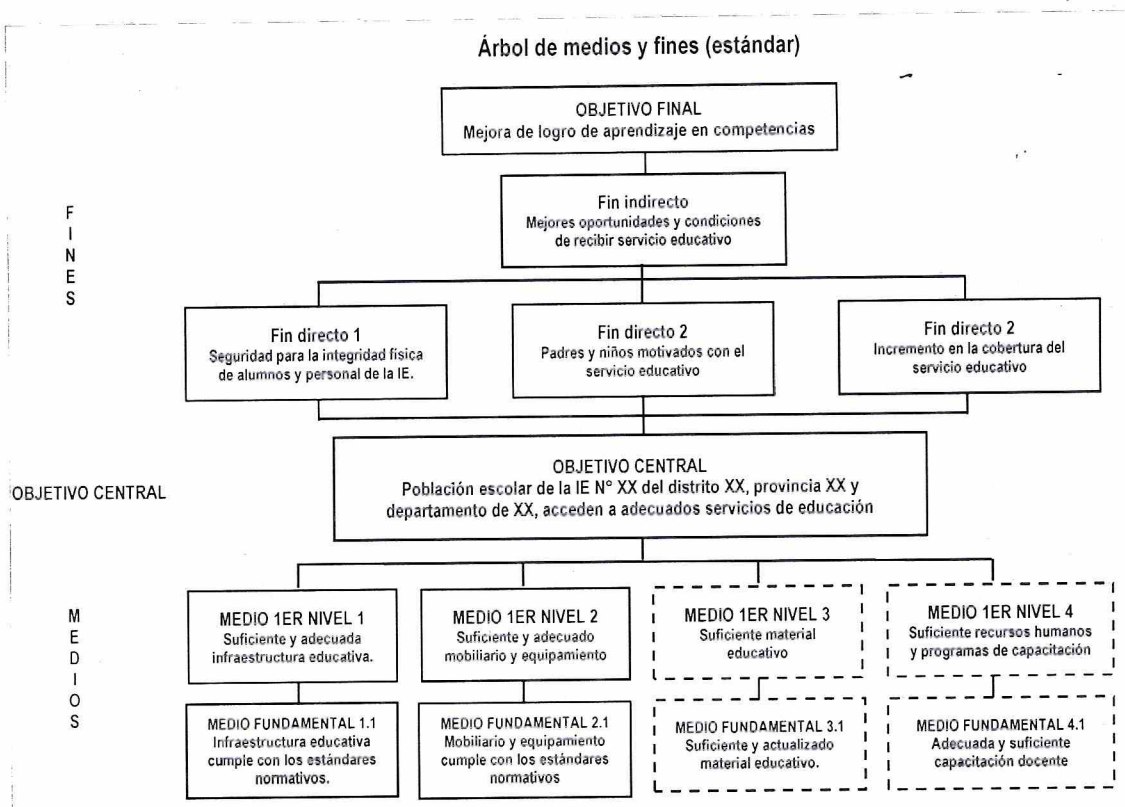 Árbol de medios y fines (estándar)
OBJETIVO FINAL
Mejora de logro de aprendizaje en competencias
Fin indirecto
Mejores oportunidades y condiciones
de recibir servicio educativo
F
I
N
E
S
Fin directo 1
Seguridad para la integridad física
de alumnos y personal de la IE.
Fin directo 2
Padres y niños motivados con el
servicio educativo
Fin directo 2
Incremento en la cobertura del
servicio educativo
OBJETIVO CENTRAL
OBJETIVO CENTRAL
Población escolar de la IE N° XX del distrito XX, provincia XX y
departamento de XX, acceden a adecuados servicios de educación
M
E
D
I
O
S
MEDIO 1ER NIVEL 1
Suficiente y adecuada
infraestructura educativa.
MEDIO 1ER NIVEL 2
Suficiente y adecuado
mobiliario y equipamiento
MEDIO 1ER NIVEL 3
Suficiente material
educativo
MEDIO 1ER NIVEL 4
Suficiente recursos humanos
y programas de capacitación
MEDIO FUNDAMENTAL 1.1
Infraestructura educativa
cumple con los estándares
normativos.
MEDIO FUNDAMENTAL 2.1
Mobiliario y equipamiento
cumple con los estándares
normativos
MEDIO FUNDAMENTAL 3.1
Suficiente y actualizado
material educativo.
MEDIO FUNDAMENTAL 4.1
Adecuada y suficiente
capacitación docente